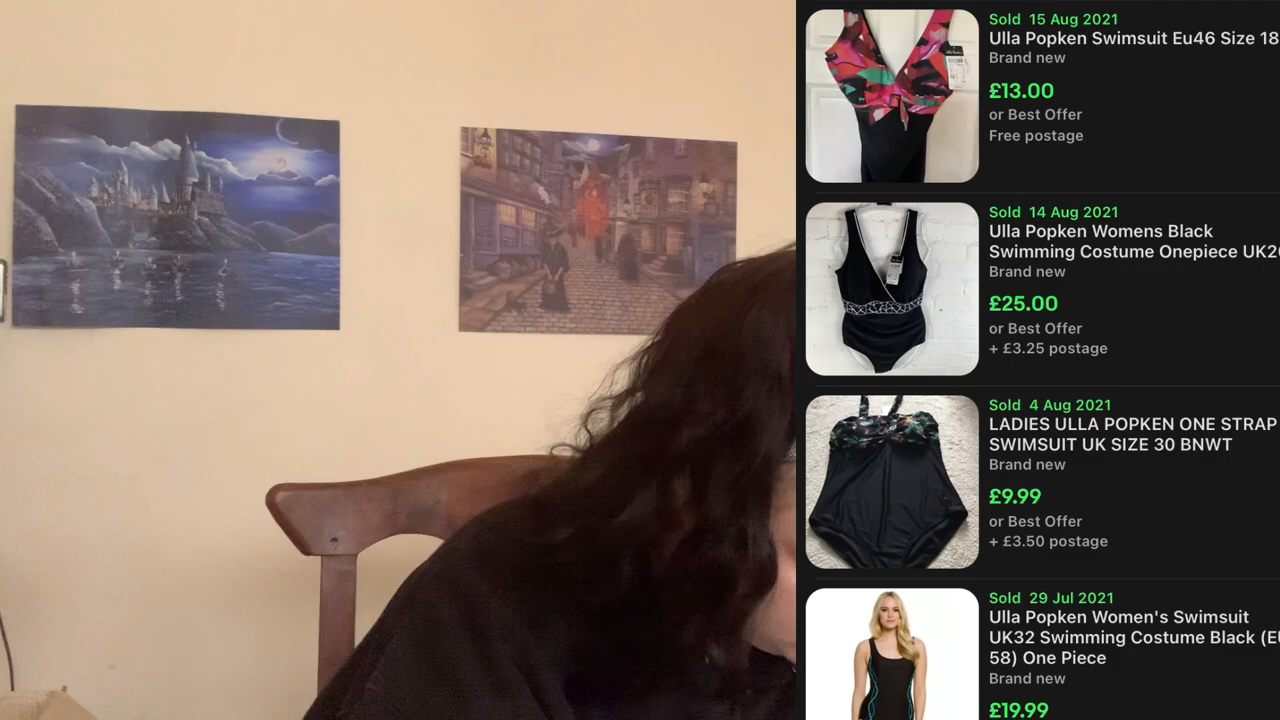 Sold 15 Aug 2021
Ulla Popken Swimsuit Eu46 Size 18
Brand new
£13.00
or Best Offer
Free postage
Sold 14 Aug 2021
Ulla Popken Womens Black
Swimming Costume Onepiece
Brand new
£25.00
or Best Offer
+ £3.25 postage
Sold 4 Aug 2021
LADIES ULLA POPKEN ONE STRAP
SWIMSUIT UK SIZE 30 BNWT
Brand new
£9.99
or Best Offer
+ £3.50 postage
Sold 29 Jul 2021
Ulla Popken Women's Swimsuit
UK32 Swimming Costume Black
58) One Piece
Brand new
£19.99